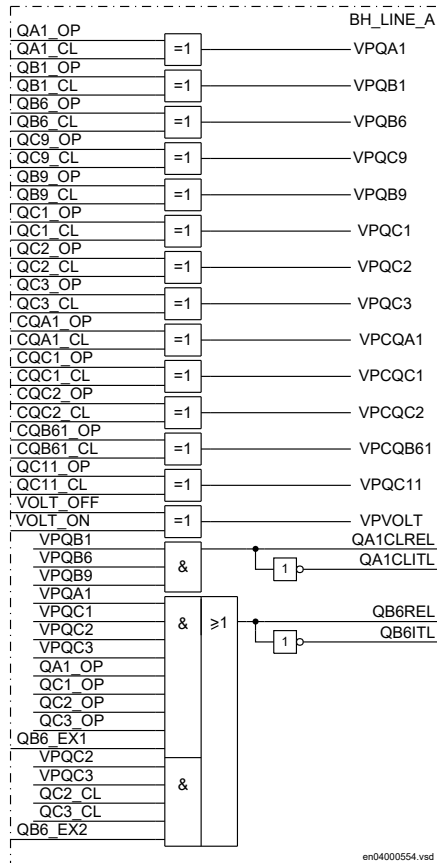 BH_LINE_A
QA1_OP
QA1_CL
=1
VPQA1
QB1_OP
QB1_CL
=1
VPQB1
QB6_OP
QB6_CL
=1
VPQB6
QC9_OP
QC9_CL
=1
VPQC9
QB9_OP
QB9_CL
=1
VPQB9
QC1_OP
QC1_CL
=1
VPQC1
QC2_OP
QC2_CL
=1
VPQC2
QC3_OP
QC3_CL
=1
VPQC3
CQA1_OP
CQA1_CL
=1
VPCQA1
CQC1_OP
CQC1_CL
=1
VPCQC1
CQC2_OP
CQC2_CL
=1
VPCQC2
CQB61_OP
CQB61_CL
=1
VPCQB61
QC11_OP
QC11_CL
=1
VPQC11
VOLT_OFF
VOLT_ON
=1
VPVOLT
VPQB1
VPQB6
VPQB9
&
QA1CLREL
QA1CLITL
1
VPQA1
VPQC1
VPQC2
VPQC3
QA1_OP
QC1_OP
QC2_OP
QC3_OP
QB6_EX1
&
≥1
QB6REL
QB6ITL
1
VPQC2
VPQC3
QC2_CL
QC3_CL
QB6_EX2
&
en04000554.vsd